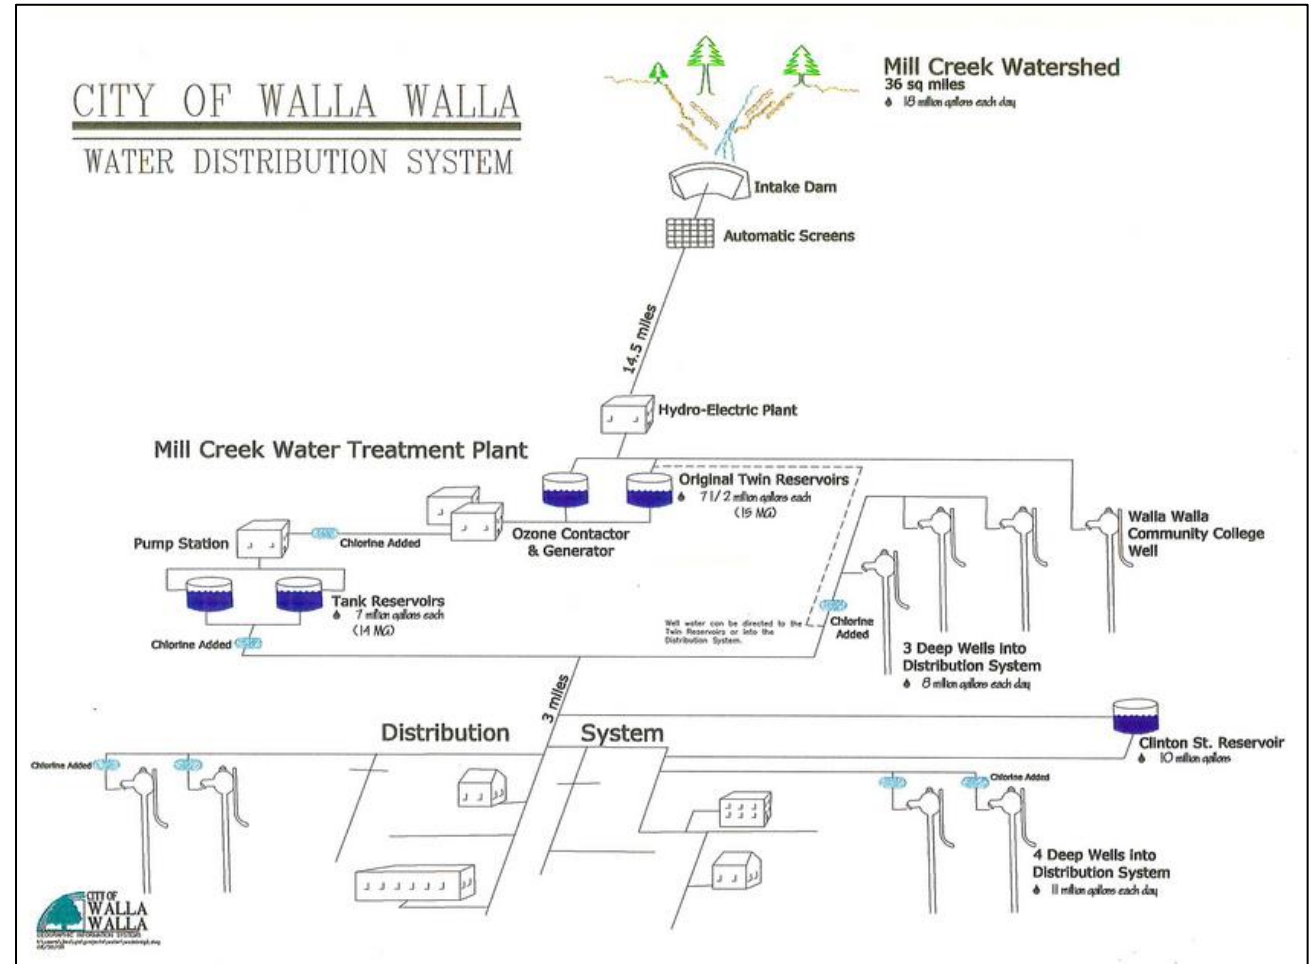 CITY OF WALLA WALLA
WATER DISTRIBUTION SYSTEM
Mill Creek Watershed
36 sq miles
18 million gallons each day
Intake Dam
Automatic Screens
14.5 miles
Hydro-Electric Plant
Mill Creek Water Treatment Plant
Original Twin Reservoirs
7 1/2 million gallons each
(15 MG)
Ozone Contactor
& Generator
Chlorine Added
Pump Station
Tank Reservoirs
7 million gallons each
(14 MG)
Chlorine Added
Walla Walla
Community College
Well
Well water can be directed to the
Twin Reservoirs or into the
Distribution System.
Chlorine
Added
3 Deep Wells into
Distribution System
8 million gallons each day
3 miles
Distribution System
Clinton St. Reservoir
10 million gallons
Chlorine Added
Chlorine Added
4 Deep Wells into
Distribution System
11 million gallons each day
CITY OF
WALLA
WALLA
GEOGRAPHIC INFORMATION SYSTEMS